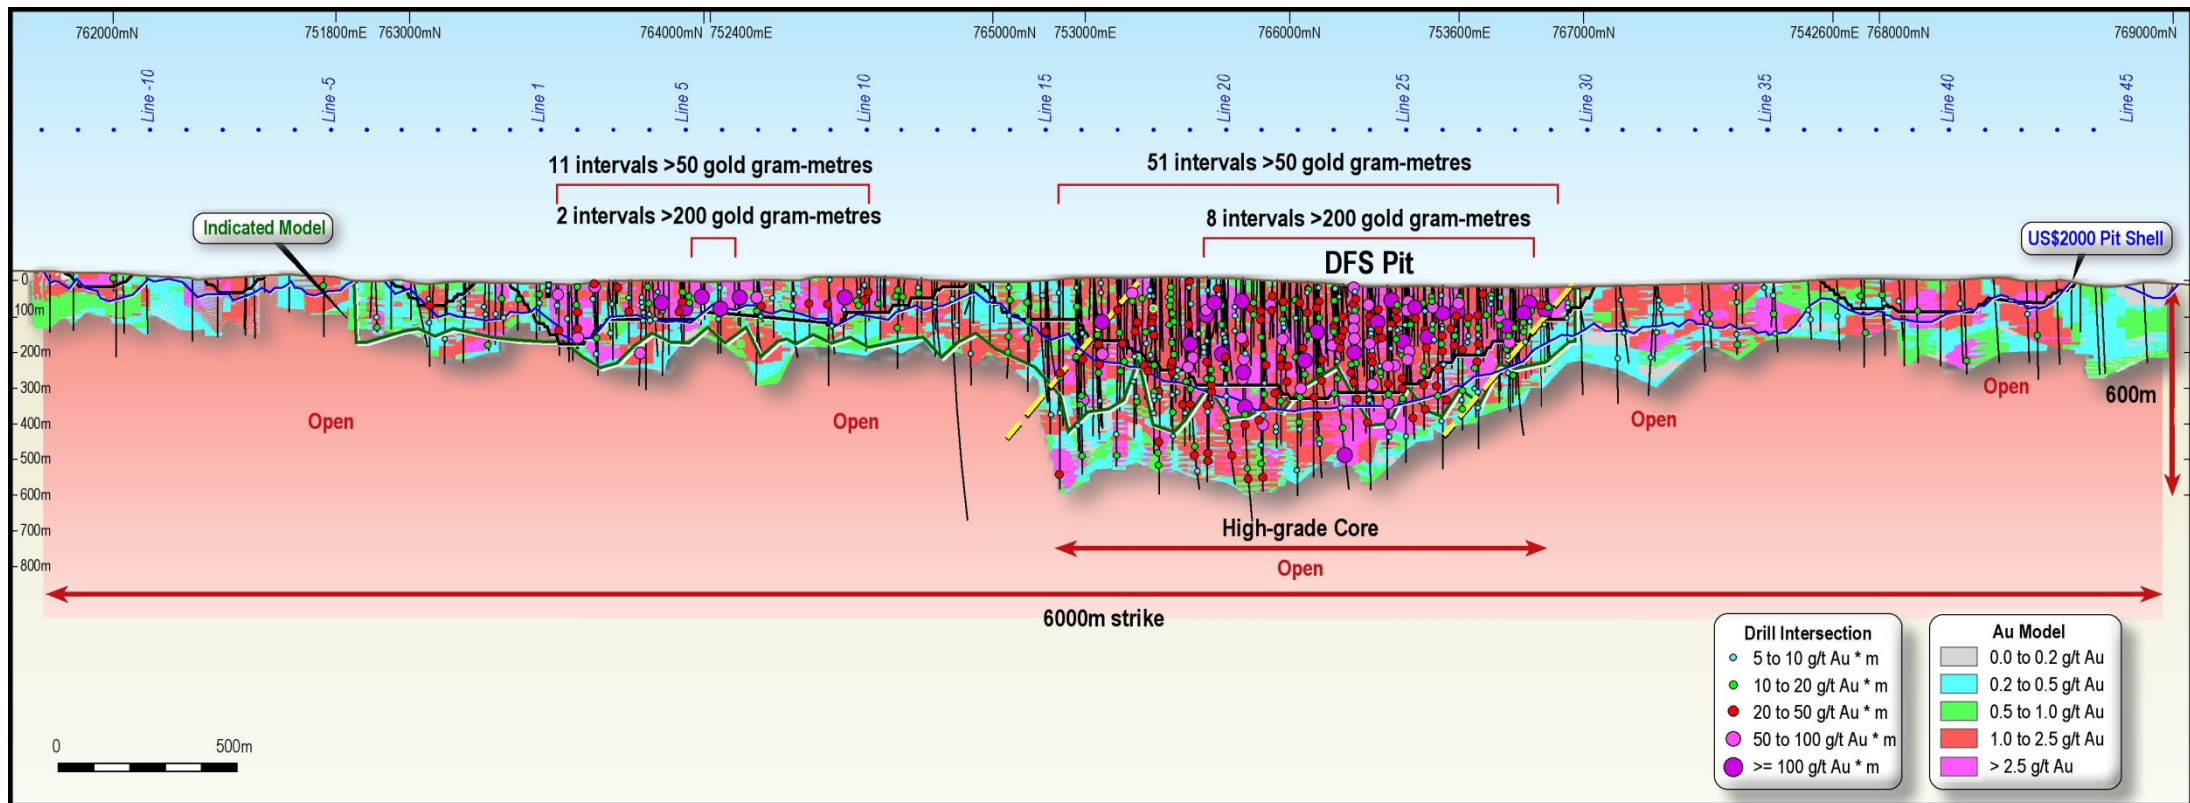 762000mN 751800mE 763000mN 764000mN 752400mE 765000mN 753000mE 766000mN 753600mE 767000mN 7542600mE 768000mN 769000mN
Line -10 Line -5 Line 1 Line 5 Line 10 Line 15 Line 20 Line 25 Line 30 Line 35 Line 40 Line 45
11 intervals >50 gold gram-metres
51 intervals >50 gold gram-metres
2 intervals >200 gold gram-metres
8 intervals >200 gold gram-metres
Indicated Model
US$2000 Pit Shell
DFS Pit
0
100m
200m
300m
400m
500m
600m
700m
800m
Open
Open
Open
Open
600m
High-grade Core
Open
6000m strike
Drill Intersection
5 to 10 g/t Au * m
10 to 20 g/t Au * m
20 to 50 g/t Au * m
50 to 100 g/t Au * m
>= 100 g/t Au * m
Au Model
0.0 to 0.2 g/t Au
0.2 to 0.5 g/t Au
0.5 to 1.0 g/t Au
1.0 to 2.5 g/t Au
> 2.5 g/t Au
0 500m